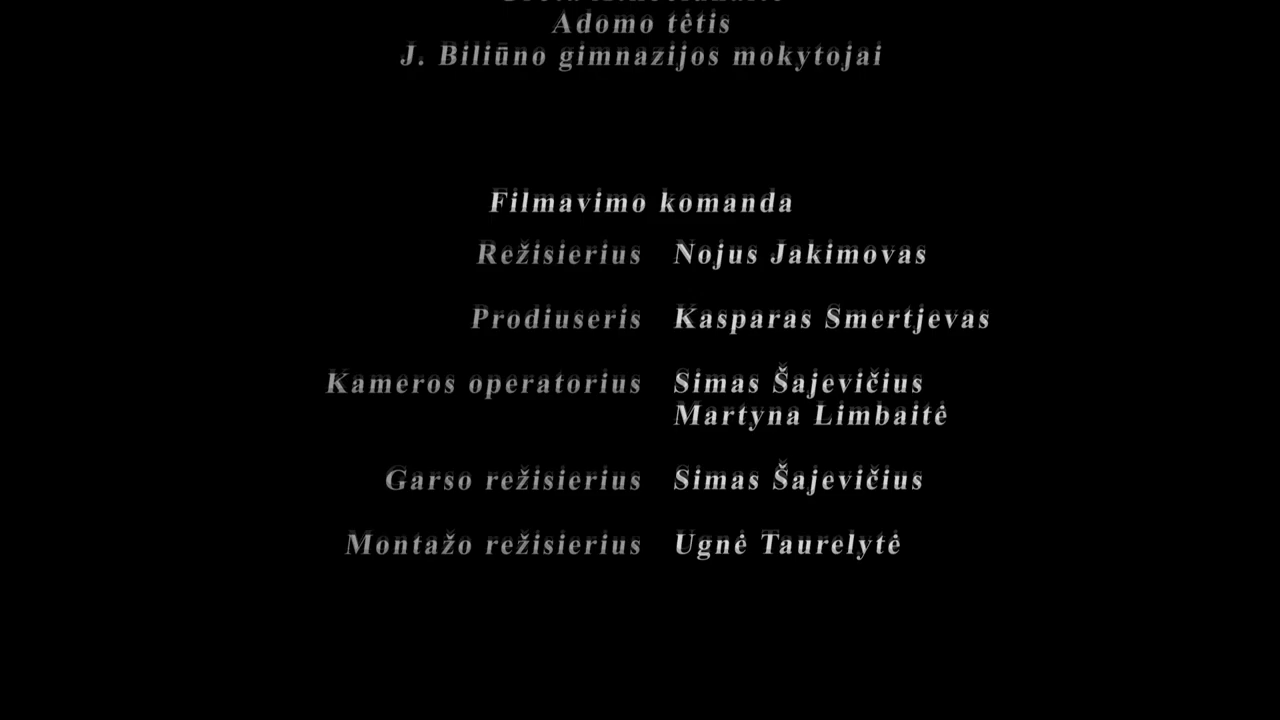 Adomo tėtis
J. Biliūno gimnazijos mokytojai
Filmavimo komanda
Režisierius Nojus Jakimovas
Prodiuseris Kasparas Smertjevas
Kameros operatorius Simas Šajevičius
Martyna Limbaitė
Garso režisierius Simas Šajevičius
Montažo režisierius Ugnė Taurelytė